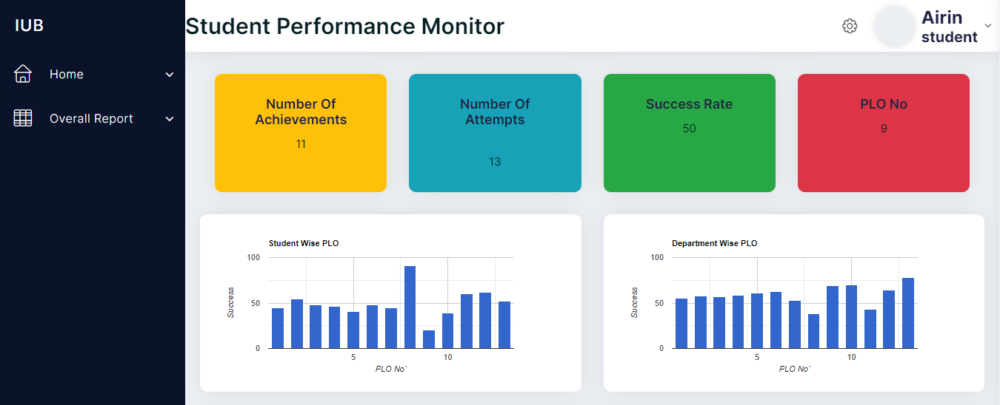 IUB
Home
Overall Report
Student Performance Monitor
Airin
student
Number Of
Achievements
11
Number Of
Attempts
13
Success Rate
50
PLO No
9
Student Wise PLO
100
50
0
Success
5
10
PLO No`
Department Wise PLO
100
50
0
Success
5
10
PLO No`